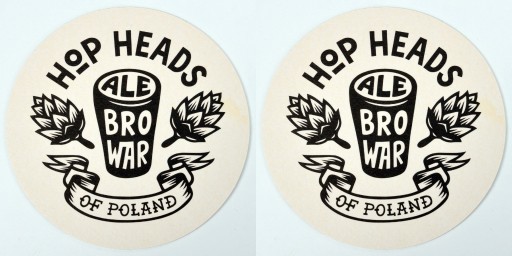 HOP HEADS
ALE
BRO
WAR
OF POLAND
HOP HEADS
ALE
BRO
WAR
OF POLAND